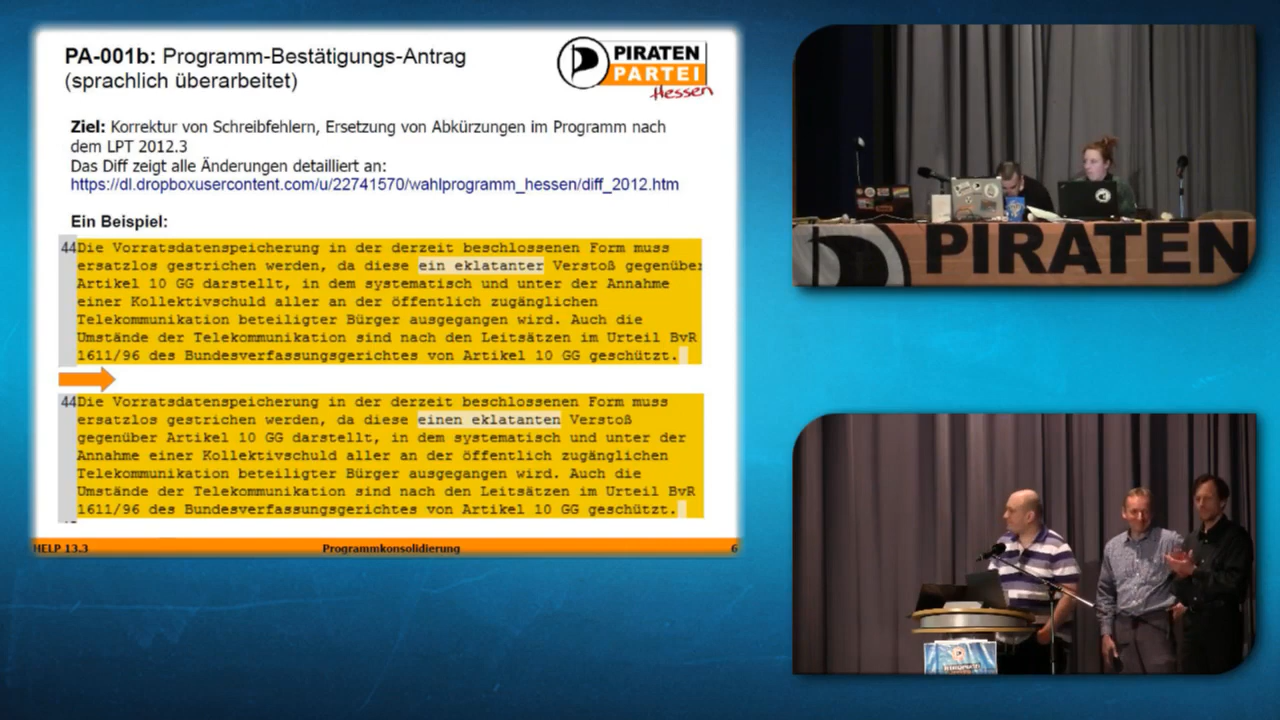 PA-001b: Programm-Bestätigungs-Antrag
(sprachlich überarbeitet)
PIRATEN
PARTEI
Hessen
Ziel: Korrektur von Schreibfehlern, Ersetzung von Abkürzungen im Programm nach
dem LPT 2012.3
Das Diff zeigt alle Änderungen detailliert an:
https://dl.dropboxusercontent.com/u/22741570/wahlprogramm_hessen/diff_2012.htm
Ein Beispiel:
44Die Vorratsdatenspeicherung in der derzeit beschlossenen Form muss
ersatzlos gestrichen werden, da diese ein eklatanter Verstoß gegenüber
Artikel 10 GG darstellt, in dem systematisch und unter der Annahme
einer Kollektivschuld aller an der öffentlich zugänglichen
Telekommunikation beteiligter Bürger ausgegangen wird. Auch die
Umstände der Telekommunikation sind nach den Leitsätzen im Urteil BvR
1611/96 des Bundesverfassungsgerichtes von Artikel 10 GG geschützt.
44Die Vorratsdatenspeicherung in der derzeit beschlossenen Form muss
ersatzlos gestrichen werden, da diese einen eklatanten Verstoß
gegenüber Artikel 10 GG darstellt, in dem systematisch und unter der
Annahme einer Kollektivschuld aller an der öffentlich zugänglichen
Telekommunikation beteiligter Bürger ausgegangen wird. Auch die
Umstände der Telekommunikation sind nach den Leitsätzen im Urteil BvR
1611/96 des Bundesverfassungsgerichtes von Artikel 10 GG geschützt.
HELP 13.3 Programmkonsolidierung 6
PIRATEN